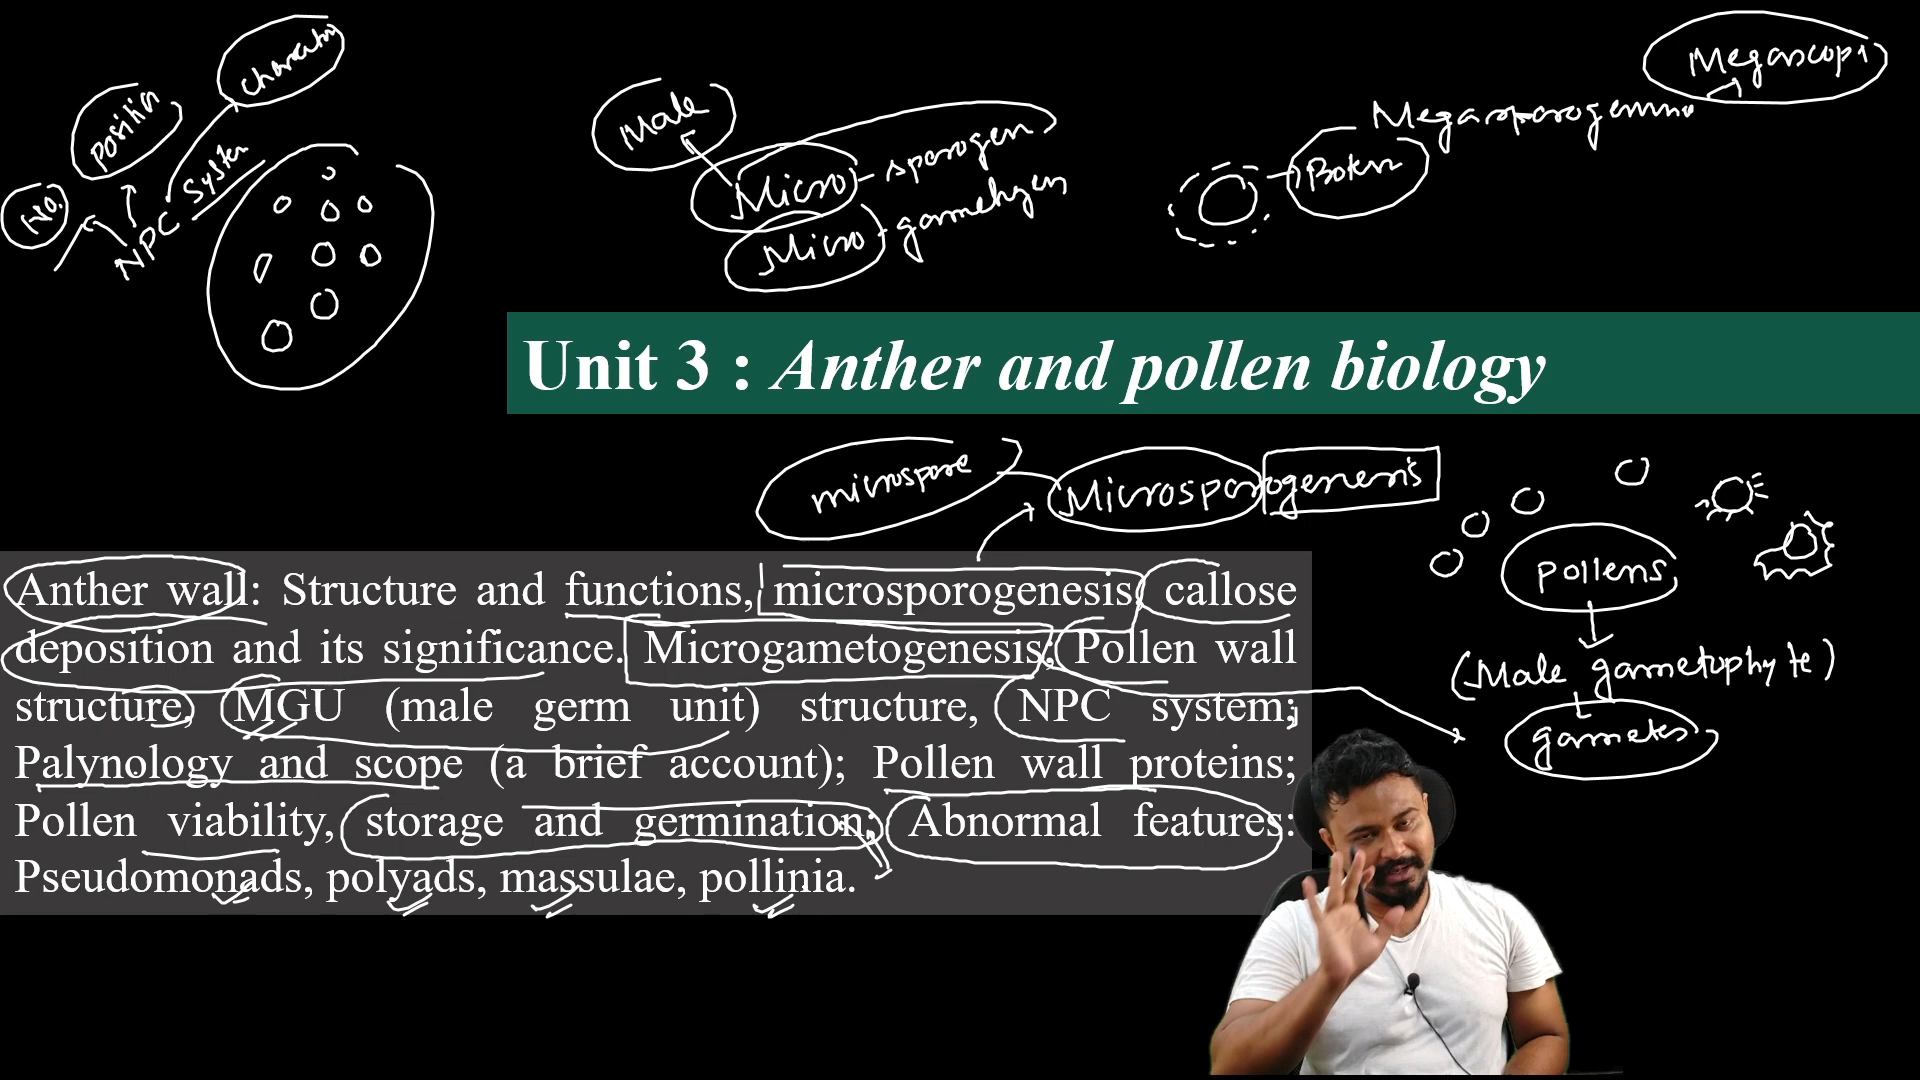 character
position
No.
NPC System
Male
Micro - sporogen
Micro - gametogen
Megascopi
Megasporogenn
Unit 3 : Anther and pollen biology
microspore
Microsporogenesis
pollens
(Male gametophyte)
gametes
Anther wall: Structure and functions, microsporogenesis, callose
deposition and its significance. Microgametogenesis; Pollen wall
structure, MGU (male germ unit) structure, NPC system;
Palynology and scope (a brief account); Pollen wall proteins;
Pollen viability, storage and germination; Abnormal features:
Pseudomonads, polyads, massulae, pollinia.